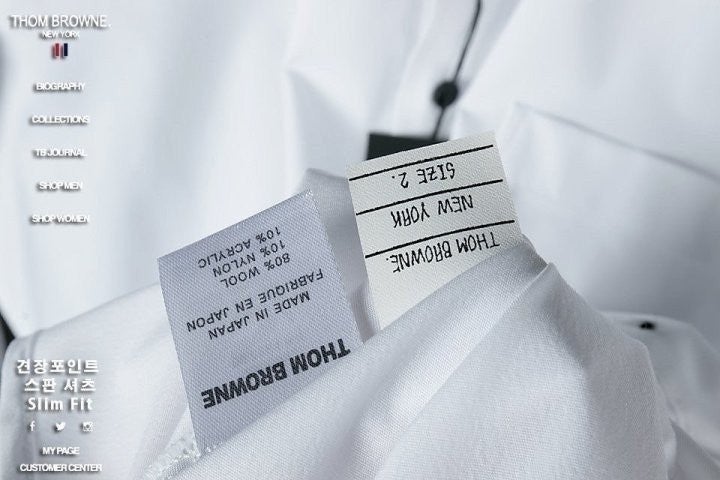 THOM BROWNE.
NEW YORK
BIOGRAPHY
COLLECTIONS
TB JOURNAL
SHOP MEN
SHOP WOMEN
견장포인트
스판 셔츠
Slim Fit
MY PAGE
CUSTOMER CENTER
THOM BROWNE
MADE IN JAPAN
FABRIQUE EN JAPON
80% WOOL
10% NYLON
10% ACRYLIC
THOM BROWNE.
NEW YORK
SIZE 2.